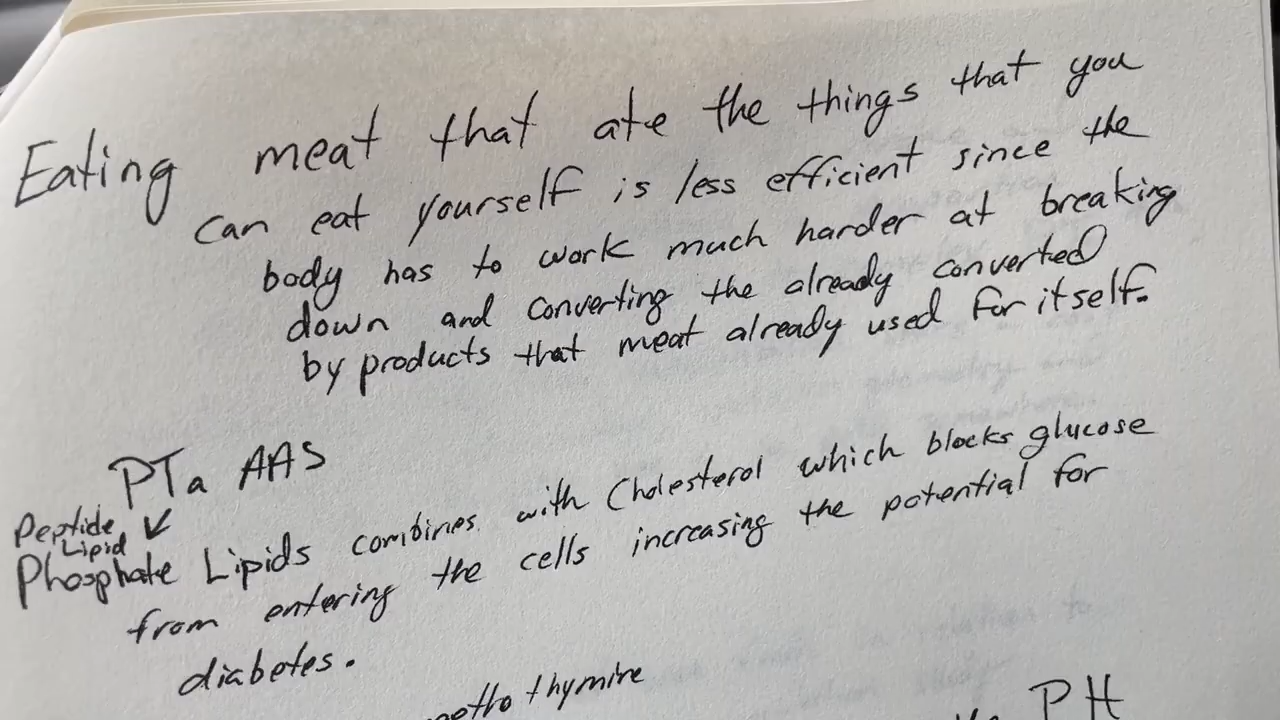 Eating meat that ate the things that you
can eat yourself is less efficient since the
body has to work much harder at breaking
down and converting the already converted
by products that meat already used for itself.
PTa AAS
Peptide
Lipid
Phosphate Lipids combines with Cholesterol which blocks glucose
from entering the cells increasing the potential for
diabetes.
thymine
PH